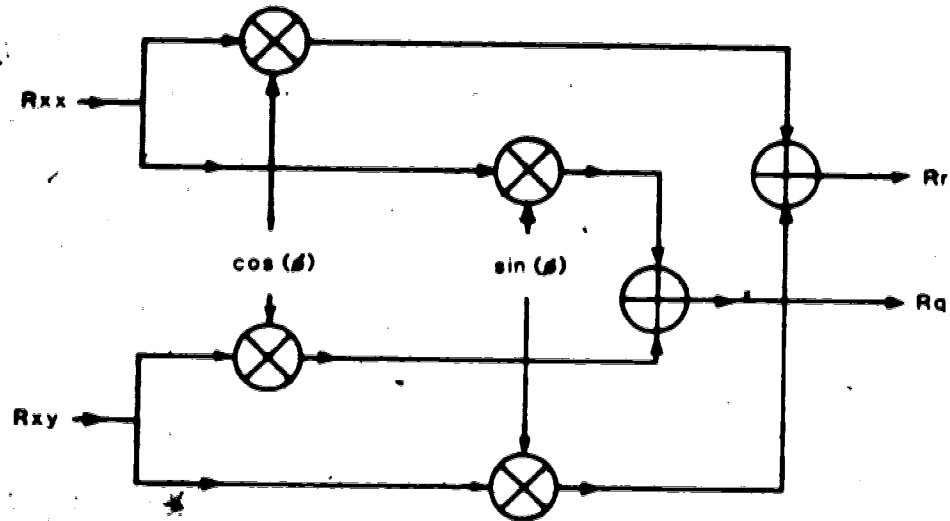 Rxx
Rr
cos (ϕ)
sin (ϕ)
Rq
Rxy